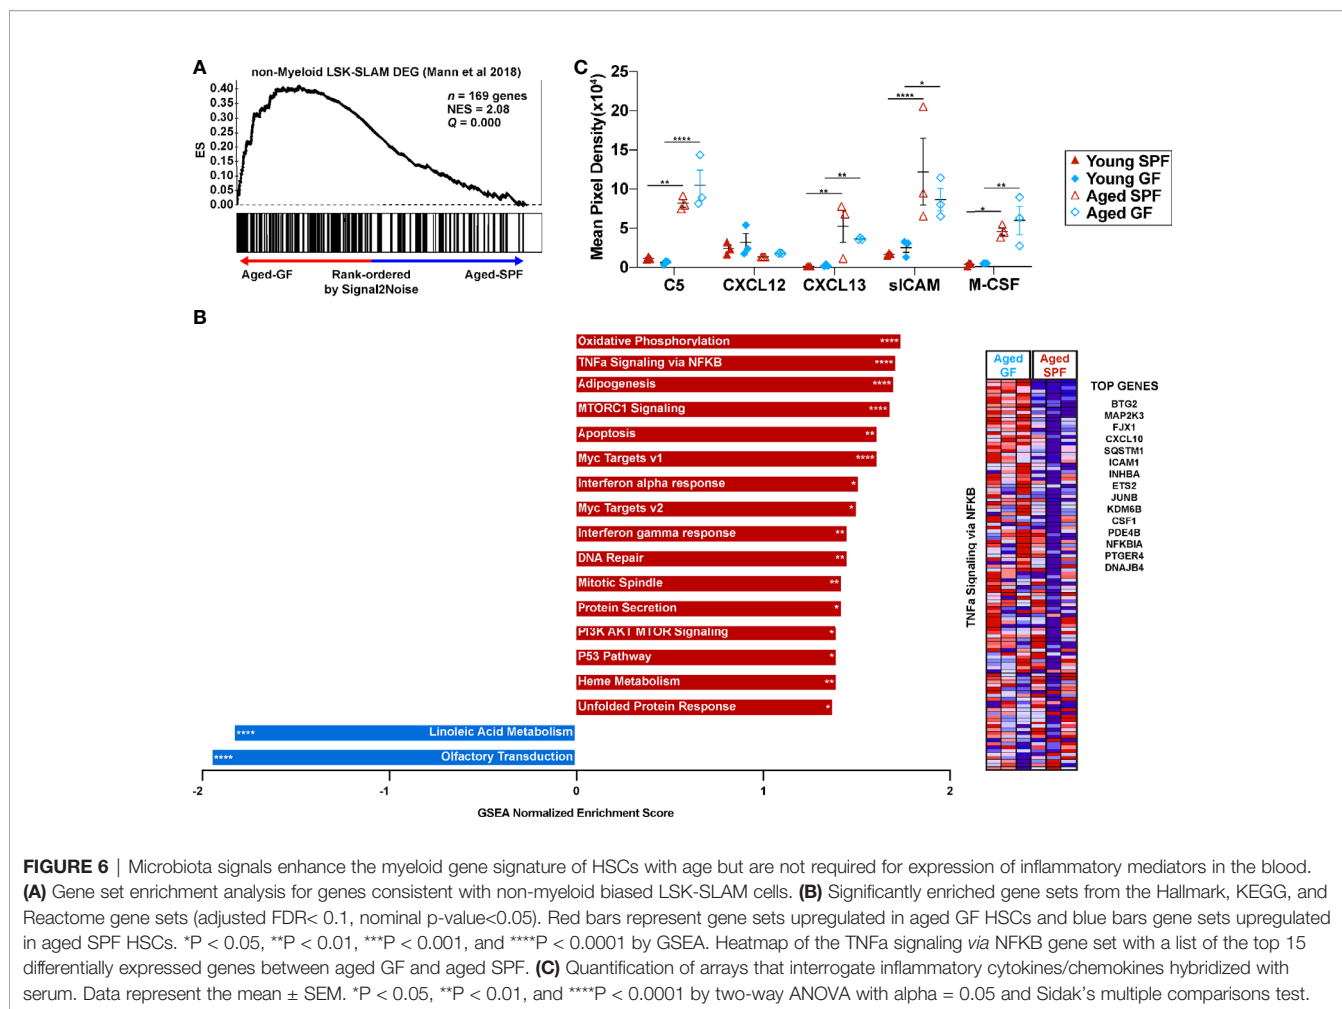 A
non-Myeloid LSK-SLAM DEG (Mann et al 2018)
n = 169 genes
NES = 2.08
Q = 0.000
ES
0.40
0.35
0.30
0.25
0.20
0.15
0.10
0.05
0.00
Aged-GF
Rank-ordered
by Signal2Noise
Aged-SPF
C
Mean Pixel Density(x10⁴)
25
20
15
10
5
0
**
****
**
**
****
*
*
**
C5
CXCL12
CXCL13
sICAM
M-CSF
Young SPF
Young GF
Aged SPF
Aged GF
B
Oxidative Phosphorylation ****
TNFa Signaling via NFKB ****
Adipogenesis ****
MTORC1 Signaling ****
Apoptosis **
Myc Targets v1 ****
Interferon alpha response *
Myc Targets v2 *
Interferon gamma response **
DNA Repair **
Mitotic Spindle **
Protein Secretion *
PI3K AKT MTOR Signaling *
P53 Pathway *
Heme Metabolism **
Unfolded Protein Response *
**** Linoleic Acid Metabolism
**** Olfactory Transduction
-2
-1
0
1
2
GSEA Normalized Enrichment Score
Aged GF
Aged SPF
TNFa Signaling via NFKB
TOP GENES
BTG2
MAP2K3
FJX1
CXCL10
SQSTM1
ICAM1
INHBA
ETS2
JUNB
KDM6B
CSF1
PDE4B
NFKBIA
PTGER4
DNAJB4
FIGURE 6 | Microbiota signals enhance the myeloid gene signature of HSCs with age but are not required for expression of inflammatory mediators in the blood.
(A) Gene set enrichment analysis for genes consistent with non-myeloid biased LSK-SLAM cells. (B) Significantly enriched gene sets from the Hallmark, KEGG, and
Reactome gene sets (adjusted FDR< 0.1, nominal p-value<0.05). Red bars represent gene sets upregulated in aged GF HSCs and blue bars gene sets upregulated
in aged SPF HSCs. *P < 0.05, **P < 0.01, ***P < 0.001, and ****P < 0.0001 by GSEA. Heatmap of the TNFa signaling via NFKB gene set with a list of the top 15
differentially expressed genes between aged GF and aged SPF. (C) Quantification of arrays that interrogate inflammatory cytokines/chemokines hybridized with
serum. Data represent the mean ± SEM. *P < 0.05, **P < 0.01, and ****P < 0.0001 by two-way ANOVA with alpha = 0.05 and Sidak's multiple comparisons test.